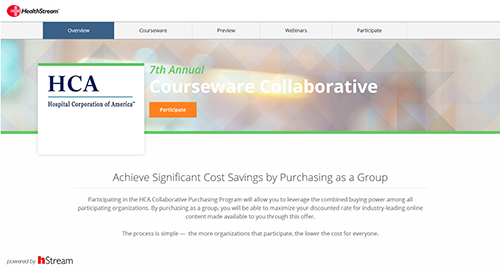 HealthStream
Overview
Courseware
Preview
Webinars
Participate
7th Annual
Courseware Collaborative
HCA
Hospital Corporation of America™
Participate
Achieve Significant Cost Savings by Purchasing as a Group
Participating in the HCA Collaborative Purchasing Program will allow you to leverage the combined buying power among all
participating organizations. By purchasing as a group, you will be able to maximize your discounted rate for industry-leading online
content made available to you through this offer.
The process is simple — the more organizations that participate, the lower the cost for everyone.
powered by hStream